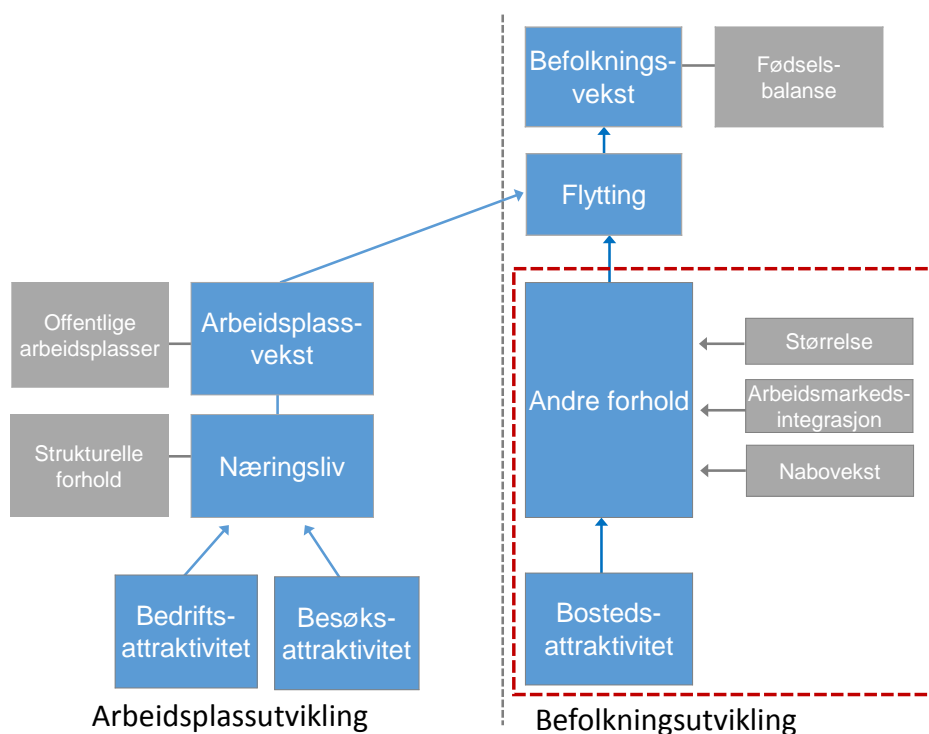 Befolknings-
vekst
Fødsels-
balanse
Flytting
Offentlige
arbeidsplasser
Arbeidsplass-
vekst
Strukturelle
forhold
Næringsliv
Bedrifts-
attraktivitet
Besøks-
attraktivitet
Arbeidsplassutvikling
Andre forhold
Størrelse
Arbeidsmarkeds-
integrasjon
Nabovekst
Bosteds-
attraktivitet
Befolkningsutvikling